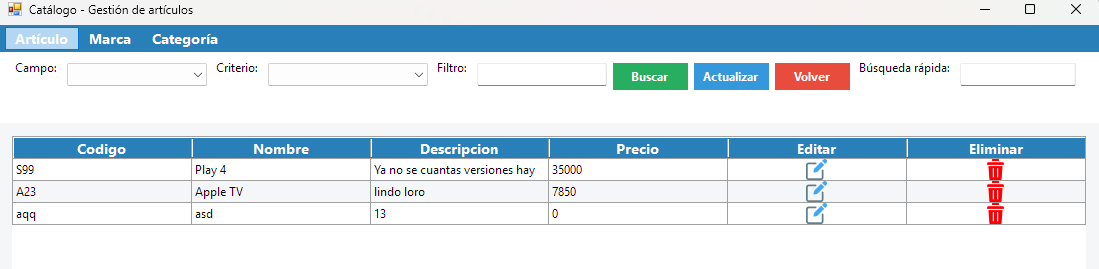 Catálogo - Gestión de artículos
Artículo Marca Categoría
Campo: Criterio: Filtro: Buscar Actualizar Volver Búsqueda rápida:
Codigo Nombre Descripcion Precio Editar Eliminar
S99 Play 4 Ya no se cuantas versiones hay 35000
A23 Apple TV lindo loro 7850
aqq asd 13 0